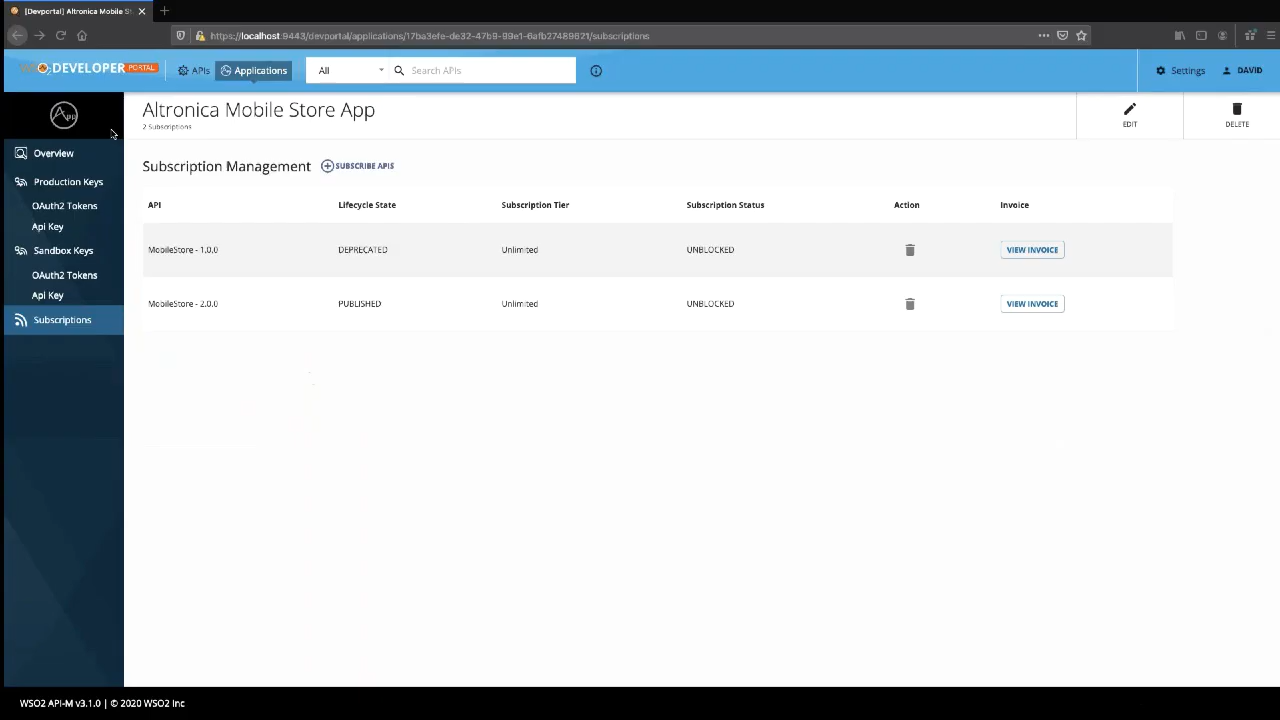 [Devportal] Altronica Mobile St
https://localhost:9443/devportal/applications/17ba3efe-de32-47b9-99e1-6afb27489621/subscriptions
WSO2 DEVELOPER PORTAL
APIs
Applications
All
Search APIs
Settings
DAVID
App
Altronica Mobile Store App
2 Subscriptions
EDIT
DELETE
Overview
Production Keys
OAuth2 Tokens
Api Key
Sandbox Keys
OAuth2 Tokens
Api Key
Subscriptions
Subscription Management
SUBSCRIBE APIS
API Lifecycle State Subscription Tier Subscription Status Action Invoice
MobileStore - 1.0.0 DEPRECATED Unlimited UNBLOCKED VIEW INVOICE
MobileStore - 2.0.0 PUBLISHED Unlimited UNBLOCKED VIEW INVOICE
WSO2 API-M v3.1.0 | © 2020 WSO2 Inc